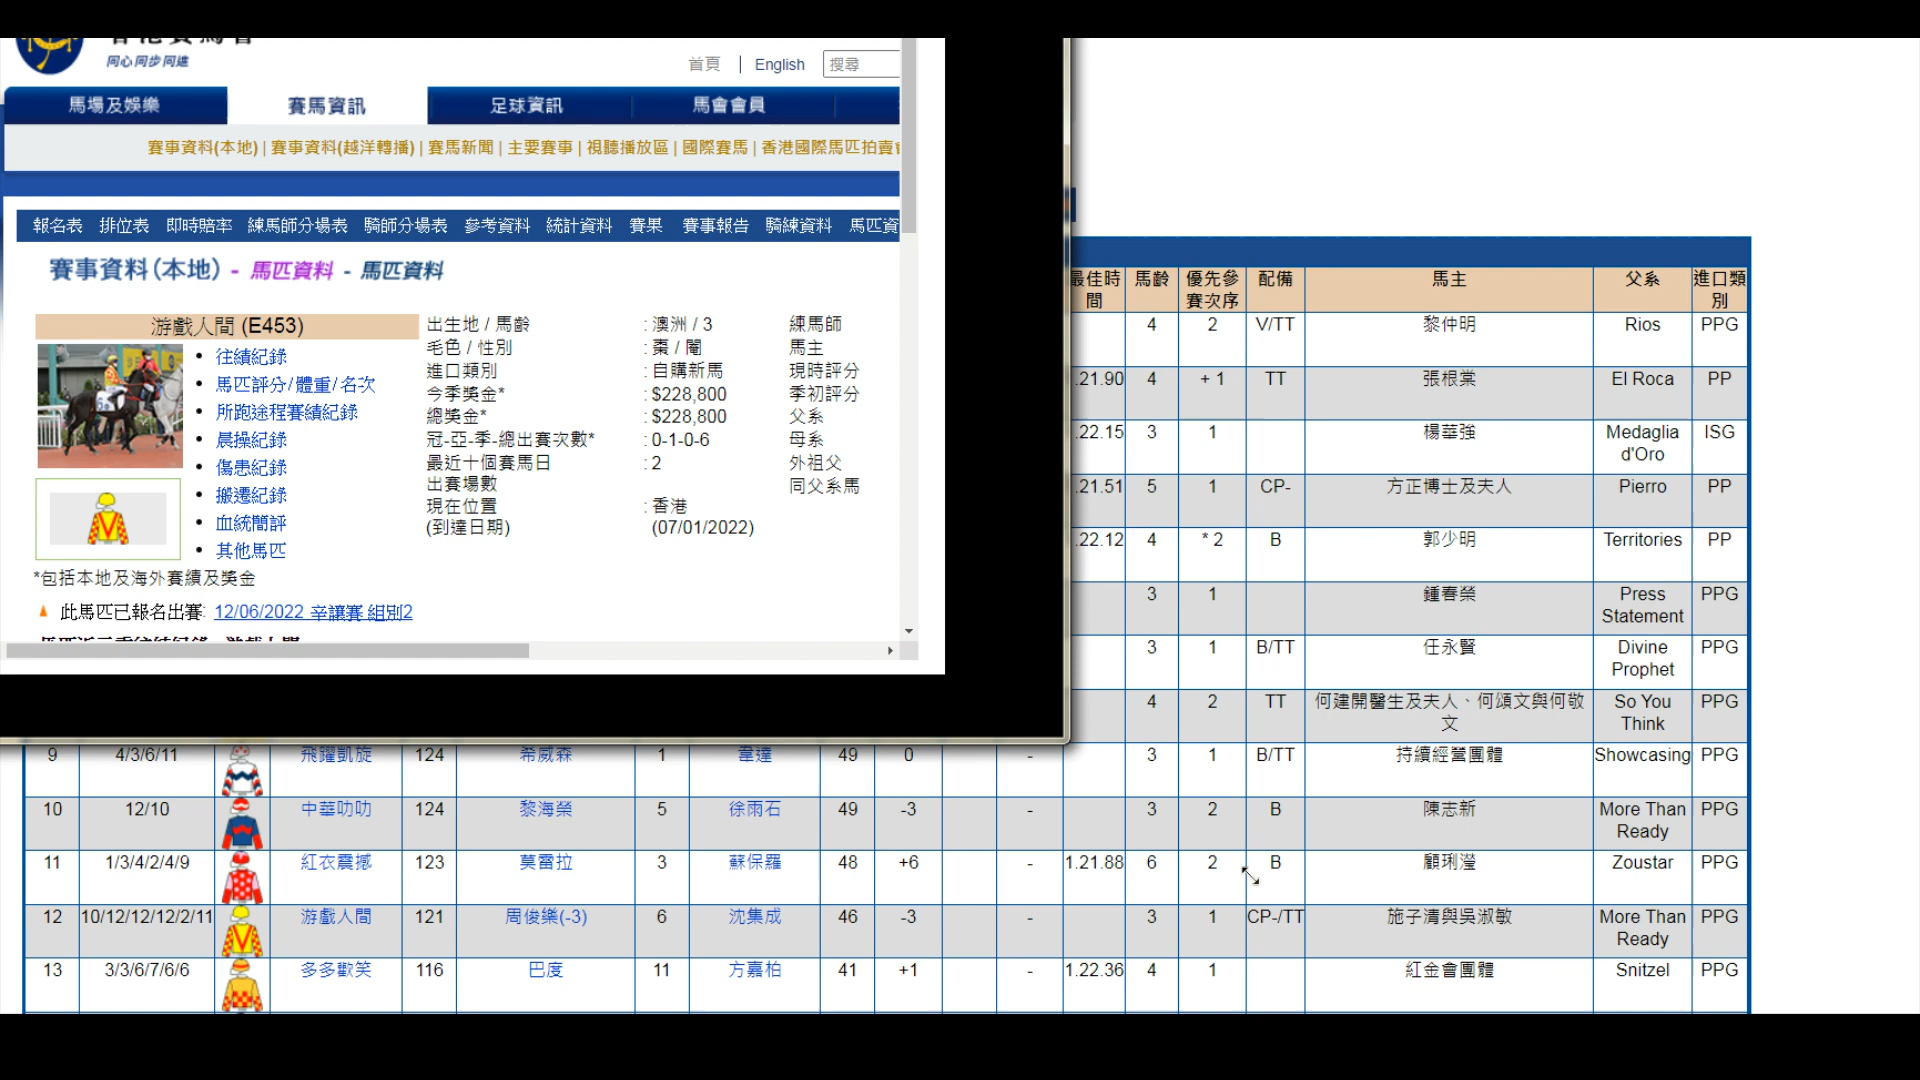 同心同步同進
首頁 | English 搜尋
馬場及娛樂 賽馬資訊 足球資訊 馬會會員
賽事資料(本地) | 賽事資料(越洋轉播) | 賽馬新聞 | 主要賽事 | 視聽播放區 | 國際賽馬 | 香港國際馬匹拍賣
報名表 排位表 即時賠率 練馬師分場表 騎師分場表 參考資料 統計資料 賽果 賽事報告 騎練資料 馬匹資
賽事資料(本地) - 馬匹資料 - 馬匹資料
游戲人間 (E453)
• 往績紀錄
• 馬匹評分/體重/名次
• 所跑途程賽績紀錄
• 晨操紀錄
• 傷患紀錄
• 搬遷紀錄
• 血統簡評
• 其他馬匹
出生地 / 馬齡 : 澳洲 / 3 練馬師
毛色 / 性別 : 棗 / 閹 馬主
進口類別 : 自購新馬 現時評分
今季獎金* : $228,800 季初評分
總獎金* : $228,800 父系
冠-亞-季-總出賽次數* : 0-1-0-6 母系
最近十個賽馬日 : 2 外祖父
出賽場數 同父系馬
現在位置 : 香港
(到達日期) (07/01/2022)
*包括本地及海外賽績及獎金
此馬匹已報名出賽: 12/06/2022 辛讓賽 組別2
最佳時間 馬齡 優先參賽次序 配備 馬主 父系 進口類別
4 2 V/TT 黎仲明 Rios PPG
.21.90 4 + 1 TT 張根棠 El Roca PP
.22.15 3 1 楊華強 Medaglia d'Oro ISG
.21.51 5 1 CP- 方正博士及夫人 Pierro PP
.22.12 4 * 2 B 郭少明 Territories PP
3 1 鍾春榮 Press Statement PPG
3 1 B/TT 任永賢 Divine Prophet PPG
4 2 TT 何建開醫生及夫人、何頌文與何敬文 So You Think PPG
9 4/3/6/11 飛躍凱旋 124 希威森 1 韋達 49 0 - 3 1 B/TT 持續經營團體 Showcasing PPG
10 12/10 中華叻叻 124 黎海榮 5 徐雨石 49 -3 - 3 2 B 陳志新 More Than Ready PPG
11 1/3/4/2/4/9 紅衣震撼 123 莫雷拉 3 蘇保羅 48 +6 - 1.21.88 6 2 B 顧琍瀅 Zoustar PPG
12 10/12/12/12/2/11 游戲人間 121 周俊樂(-3) 6 沈集成 46 -3 - 3 1 CP-/TT 施子清與吳淑敏 More Than Ready PPG
13 3/3/6/7/6/6 多多歡笑 116 巴度 11 方嘉柏 41 +1 - 1.22.36 4 1 紅金會團體 Snitzel PPG